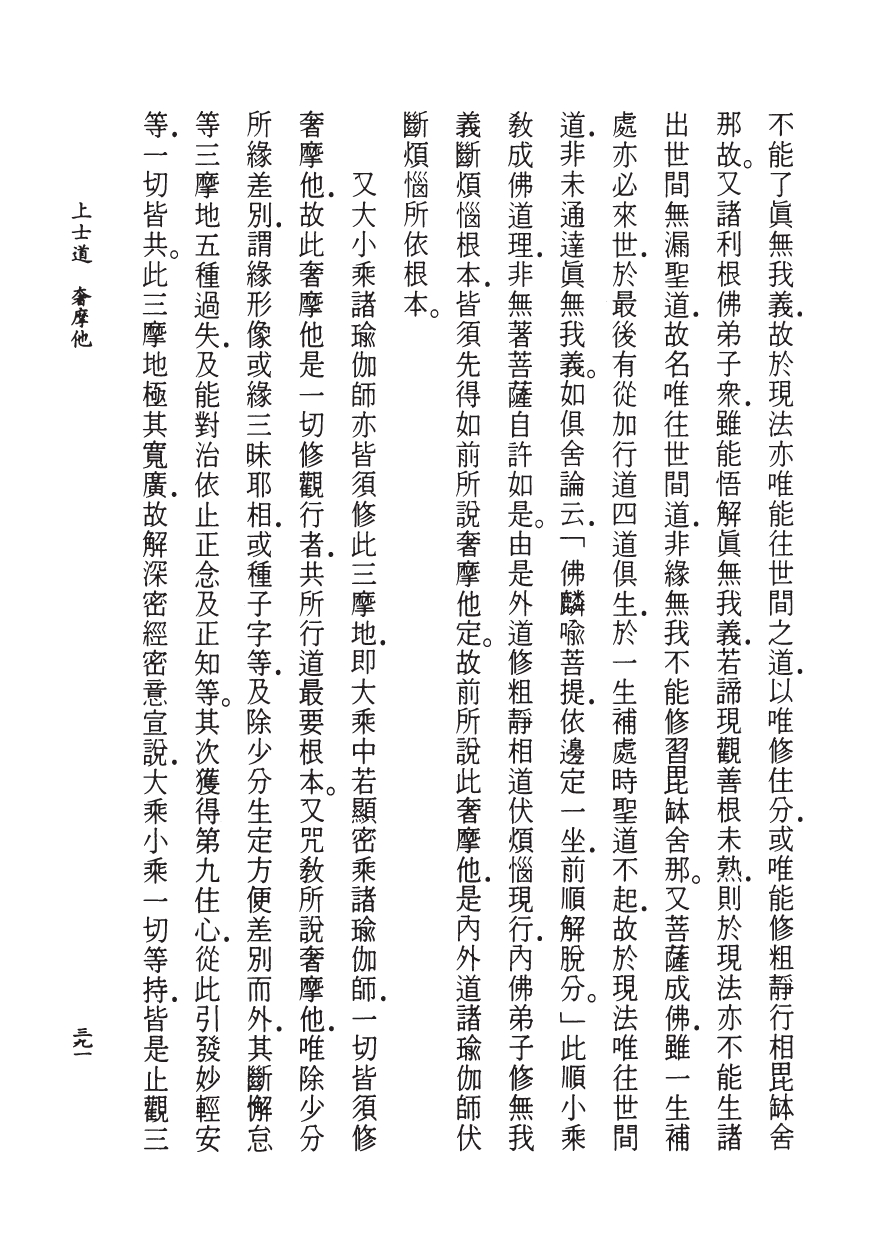 不能了眞無我義．故於現法亦唯能往世間之道．以唯修住分．或唯能修粗靜行相毘鉢舍
那故。又諸利根佛弟子衆．雖能悟解眞無我義．若諦現觀善根未熟．則於現法亦不能生諸
出世間無漏聖道．故名唯往世間道．非緣無我不能修習毘鉢舍那。又菩薩成佛．雖一生補
處亦必來世．於最後有從加行道四道俱生．於一生補處時聖道不起．故於現法唯往世間
道．非未通達眞無我義。如俱舍論云．「佛麟喩菩提．依邊定一坐．前順解脫分。」此順小乘
敎成佛道理．非無著菩薩自許如是。由是外道修粗靜相道伏煩惱現行．內佛弟子修無我
義斷煩惱根本．皆須先得如前所說奢摩他定。故前所說此奢摩他．是內外道諸瑜伽師伏
斷煩惱所依根本。
又大小乘諸瑜伽師亦皆須修此三摩地．即大乘中若顯密乘諸瑜伽師．一切皆須修
奢摩他．故此奢摩他是一切修觀行者．共所行道最要根本。又咒敎所說奢摩他．唯除少分
所緣差別．謂緣形像或緣三昧耶相．或種子字等．及除少分生定方便差別而外．其斷懈怠
等三摩地五種過失．及能對治依止正念及正知等。其次獲得第九住心．從此引發妙輕安
等．一切皆共。此三摩地極其寬廣．故解深密經密意宣說．大乘小乘一切等持．皆是止觀三
上士道　奢摩他
三九一